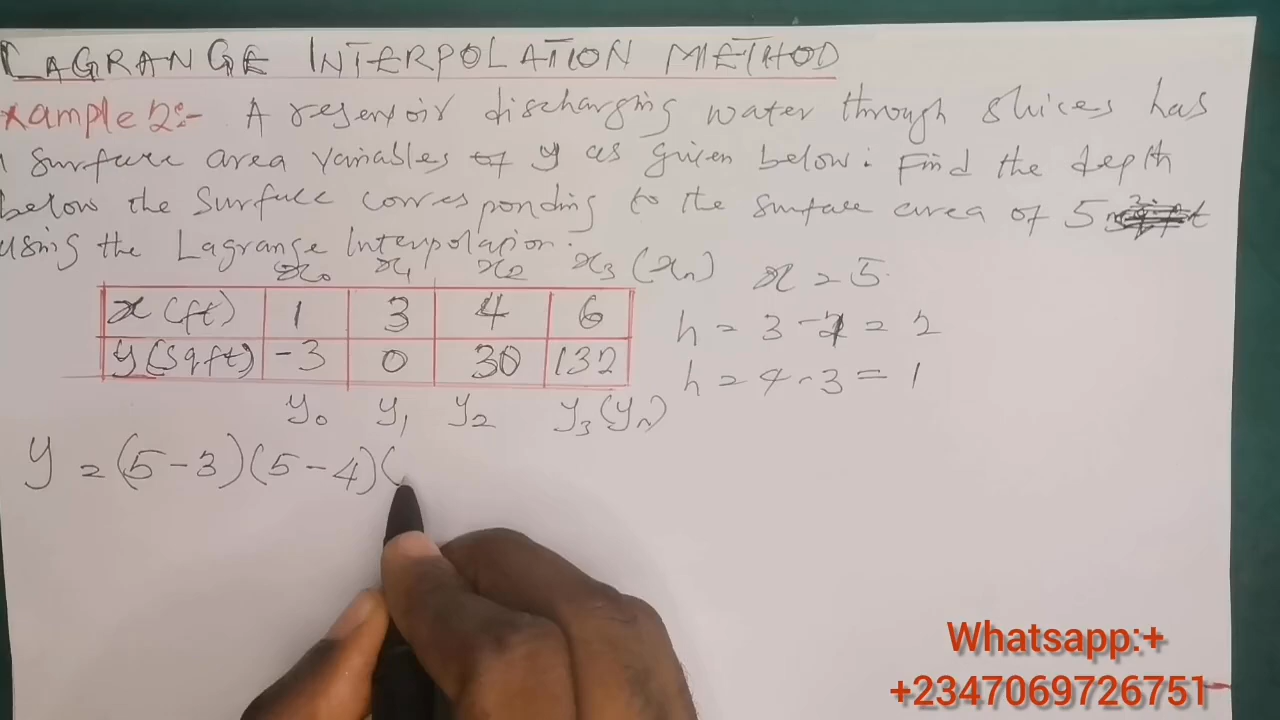 LAGRANGE INTERPOLATION METHOD
xample 2:- A reservoir discharging water through sluices has
surface area variables y as given below: Find the depth
below the surface corresponding to the surface area of 5
using the Lagrange Interpolation.
x₀ x₁ x₂ x₃ (xₙ) x = 5
x (ft) 1 3 4 6 h = 3 - 1 = 2
y (sqft) -3 0 30 132 h = 4 - 3 = 1
y₀ y₁ y₂ y₃ (yₙ)
y = (5 - 3)(5 - 4)(
Whatsapp:+
+2347069726751